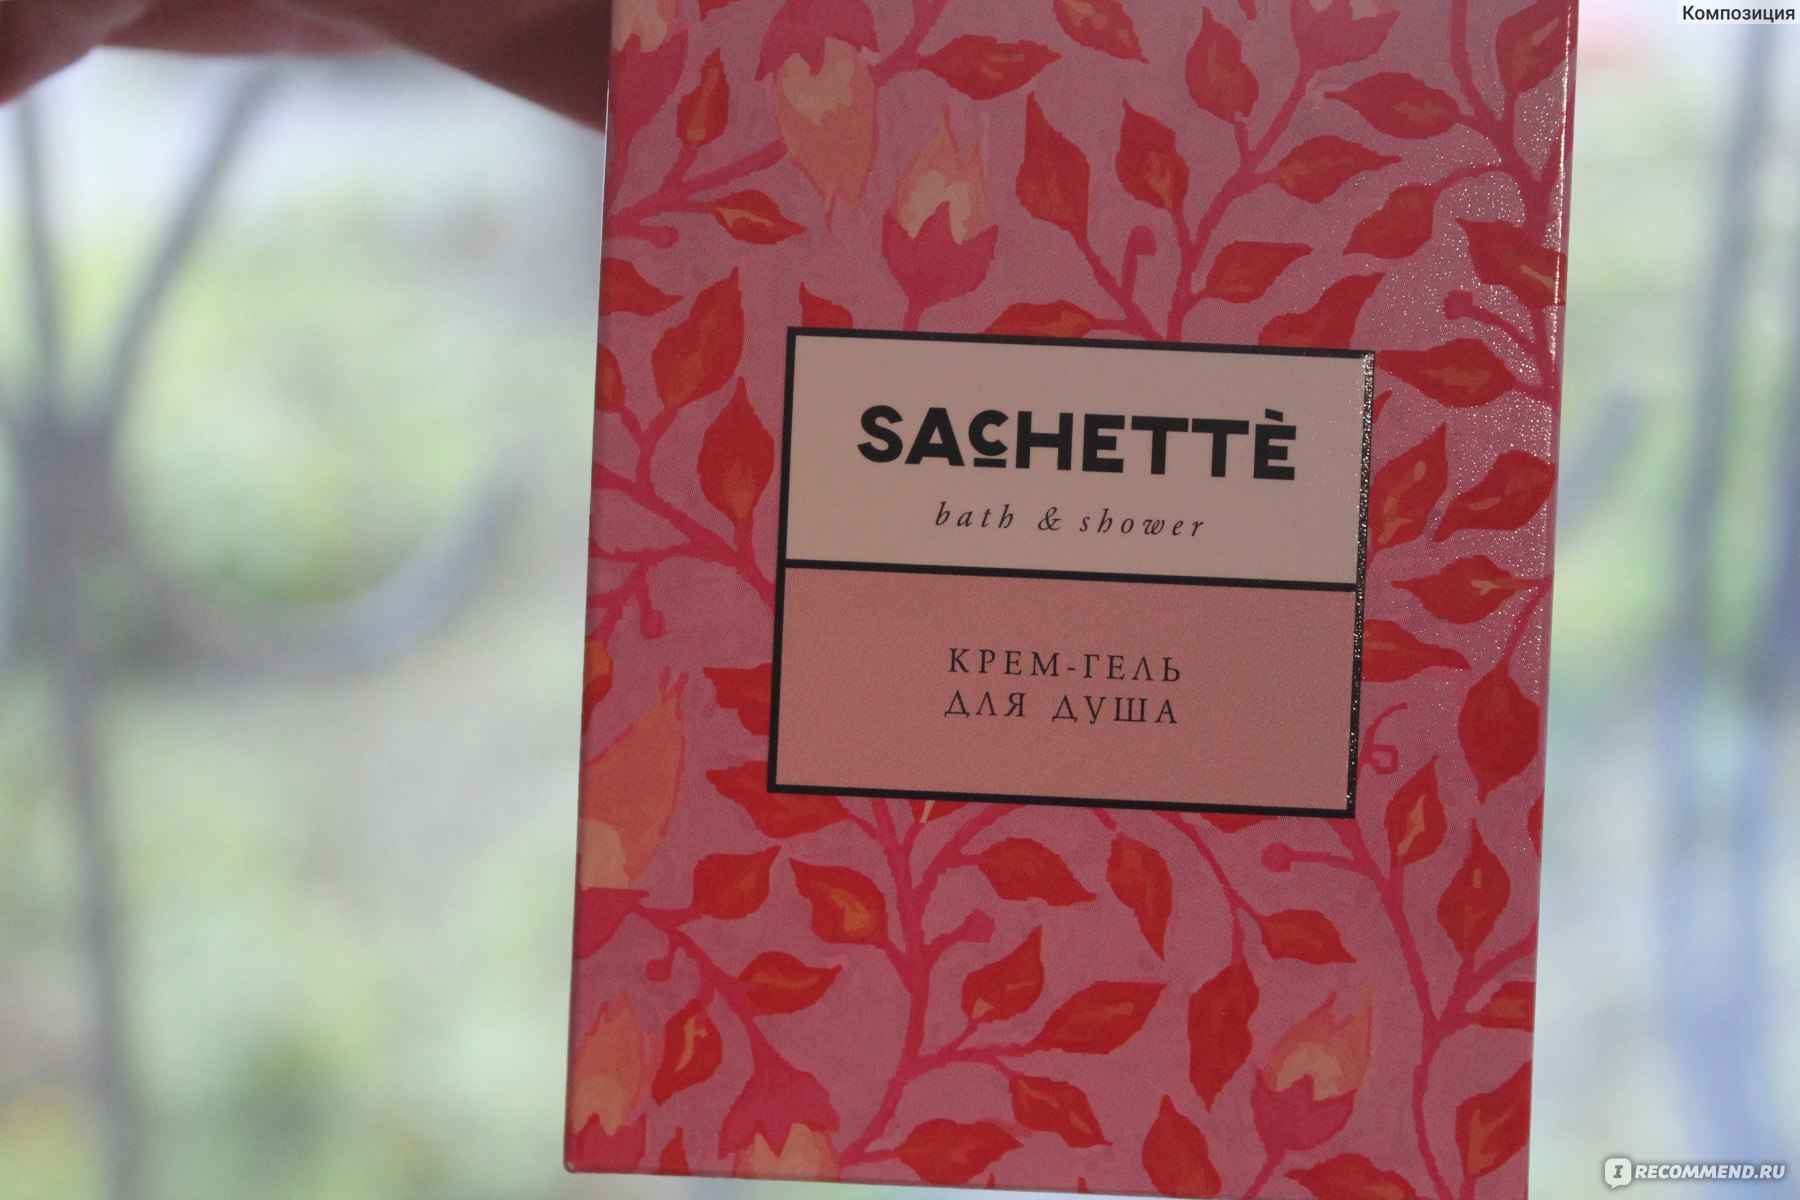 Композиция
SACHETTÈ
bath & shower
КРЕМ-ГЕЛЬ
ДЛЯ ДУША
IRECOMMEND.RU